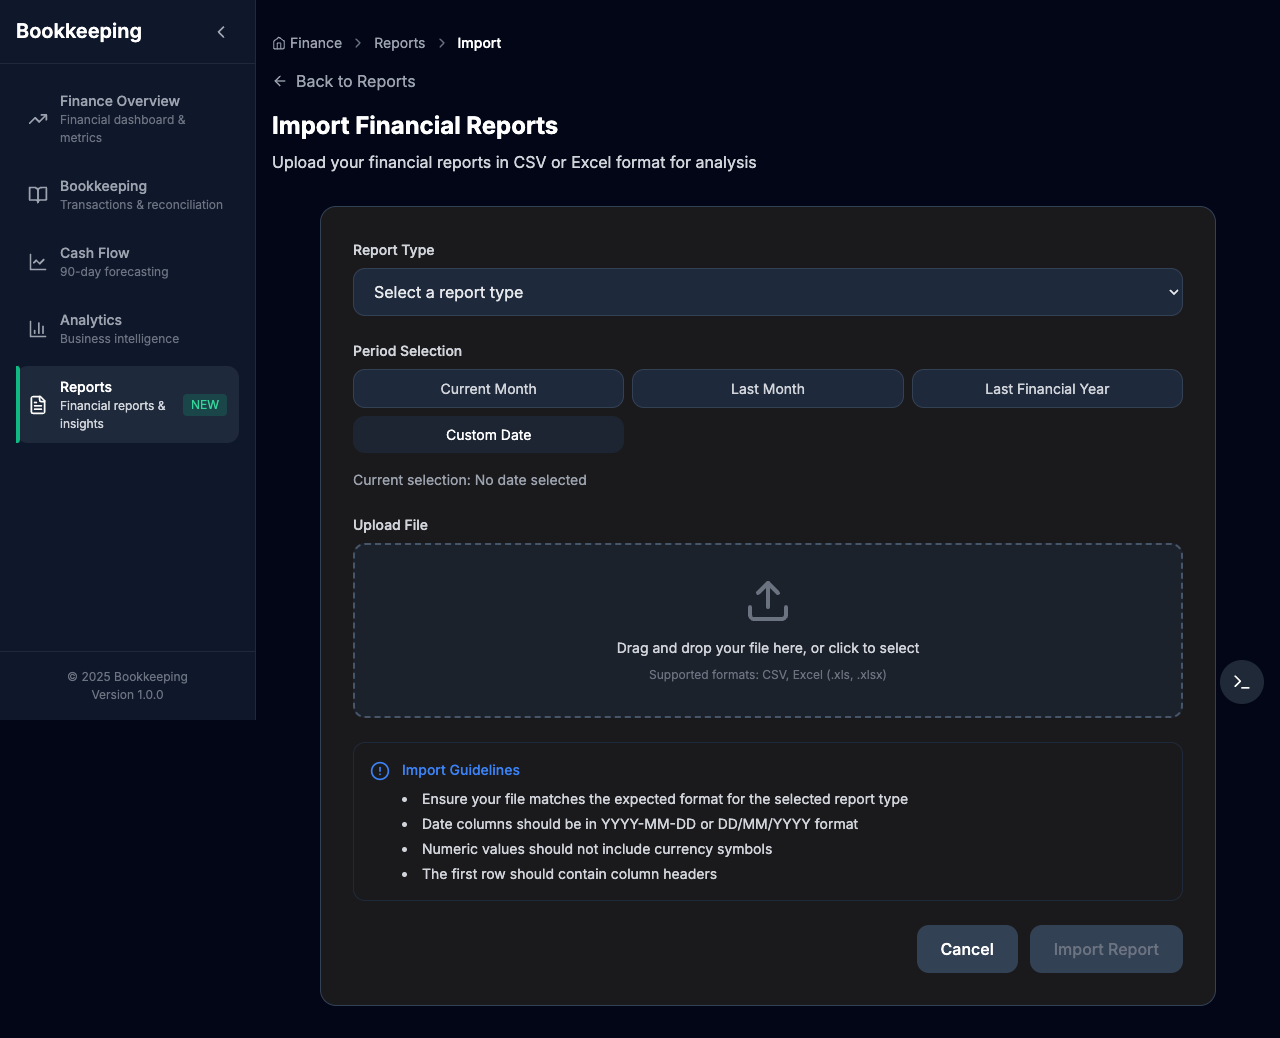 Bookkeeping
Finance Overview
Financial dashboard &
metrics
Bookkeeping
Transactions & reconciliation
Cash Flow
90-day forecasting
Analytics
Business intelligence
Reports
Financial reports &
insights
NEW
© 2025 Bookkeeping
Version 1.0.0
Finance > Reports > Import
Back to Reports
Import Financial Reports
Upload your financial reports in CSV or Excel format for analysis
Report Type
Select a report type
Period Selection
Current Month
Last Month
Last Financial Year
Custom Date
Current selection: No date selected
Upload File
Drag and drop your file here, or click to select
Supported formats: CSV, Excel (.xls, .xlsx)
Import Guidelines
• Ensure your file matches the expected format for the selected report type
• Date columns should be in YYYY-MM-DD or DD/MM/YYYY format
• Numeric values should not include currency symbols
• The first row should contain column headers
Cancel
Import Report